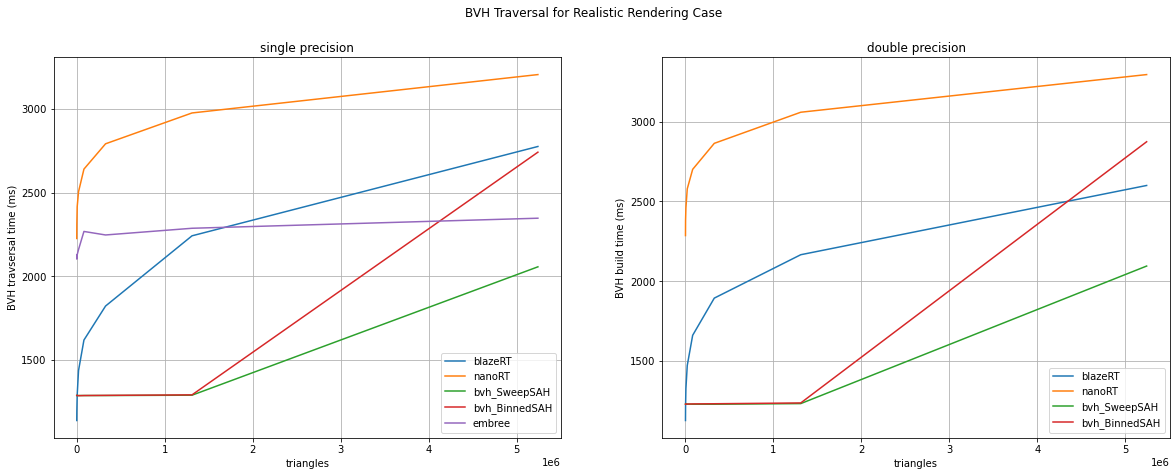 BVH Traversal for Realistic Rendering Case
single precision
3000
2500
2000
1500
BVH travsersal time (ms)
0
1
2
3
4
5
1e6
triangles
blazeRT
nanoRT
bvh_SweepSAH
bvh_BinnedSAH
embree
double precision
3000
2500
2000
1500
BVH build time (ms)
0
1
2
3
4
5
1e6
triangles
blazeRT
nanoRT
bvh_SweepSAH
bvh_BinnedSAH